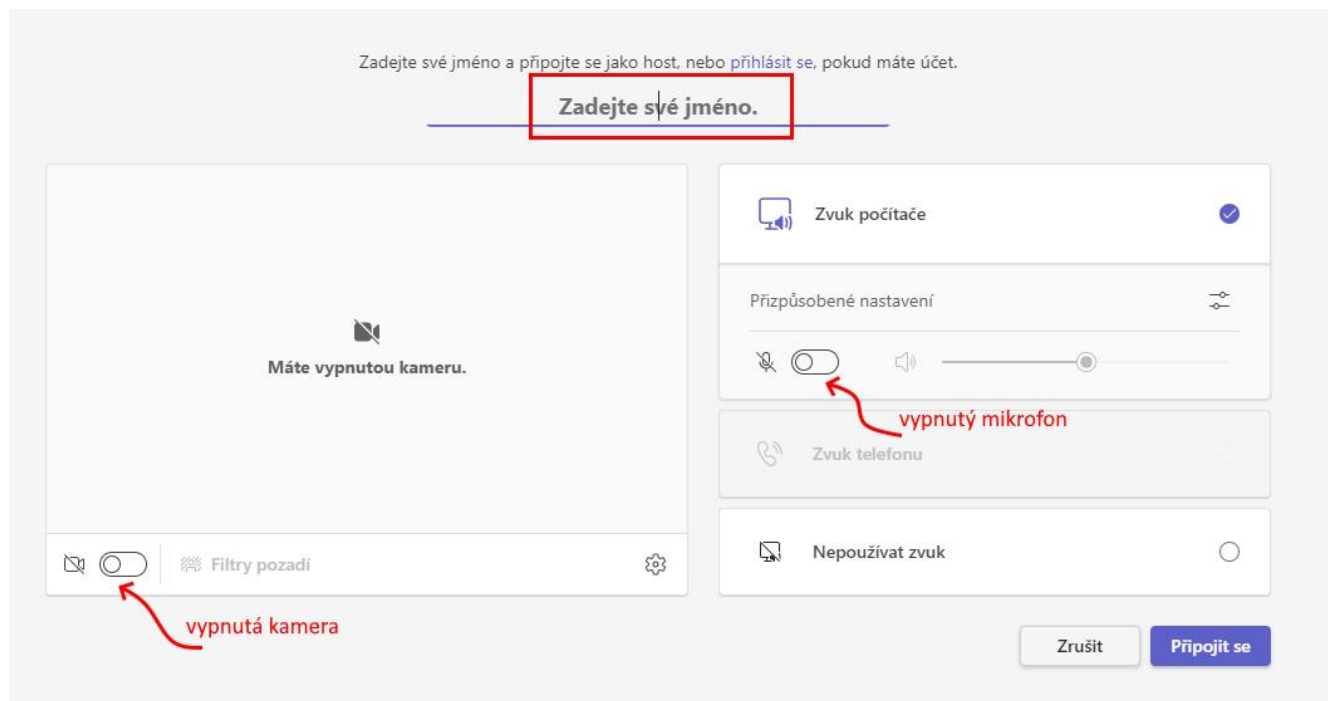 Zadejte své jméno a připojte se jako host, nebo přihlásit se, pokud máte účet.
Zadejte své jméno.
Máte vypnutou kameru.
Filtry pozadí
vypnutá kamera
Zvuk počítače
Přizpůsobené nastavení
vypnutý mikrofon
Zvuk telefonu
Nepoužívat zvuk
Zrušit
Připojit se